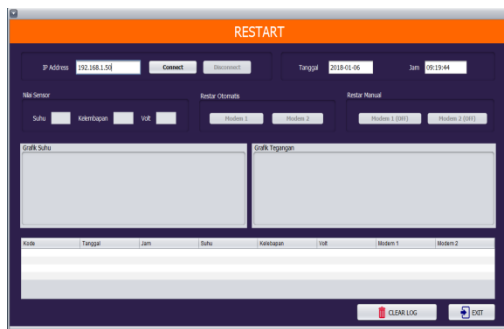 RESTART
IP Address 192.168.1.50 Connect Disconnect Tanggal 2018-01-06 Jam 09:19:44
Nilai Sensor Restar Otomatis Restar Manual
Suhu Kelembapan Volt Modem 1 Modem 2 Modem 1 (Off) Modem 2 (Off)
Grafik Suhu Grafik Tegangan
Kode Tanggal Jam Suhu Kelebapan Volt Modem 1 Modem 2
CLEAR LOG EXIT